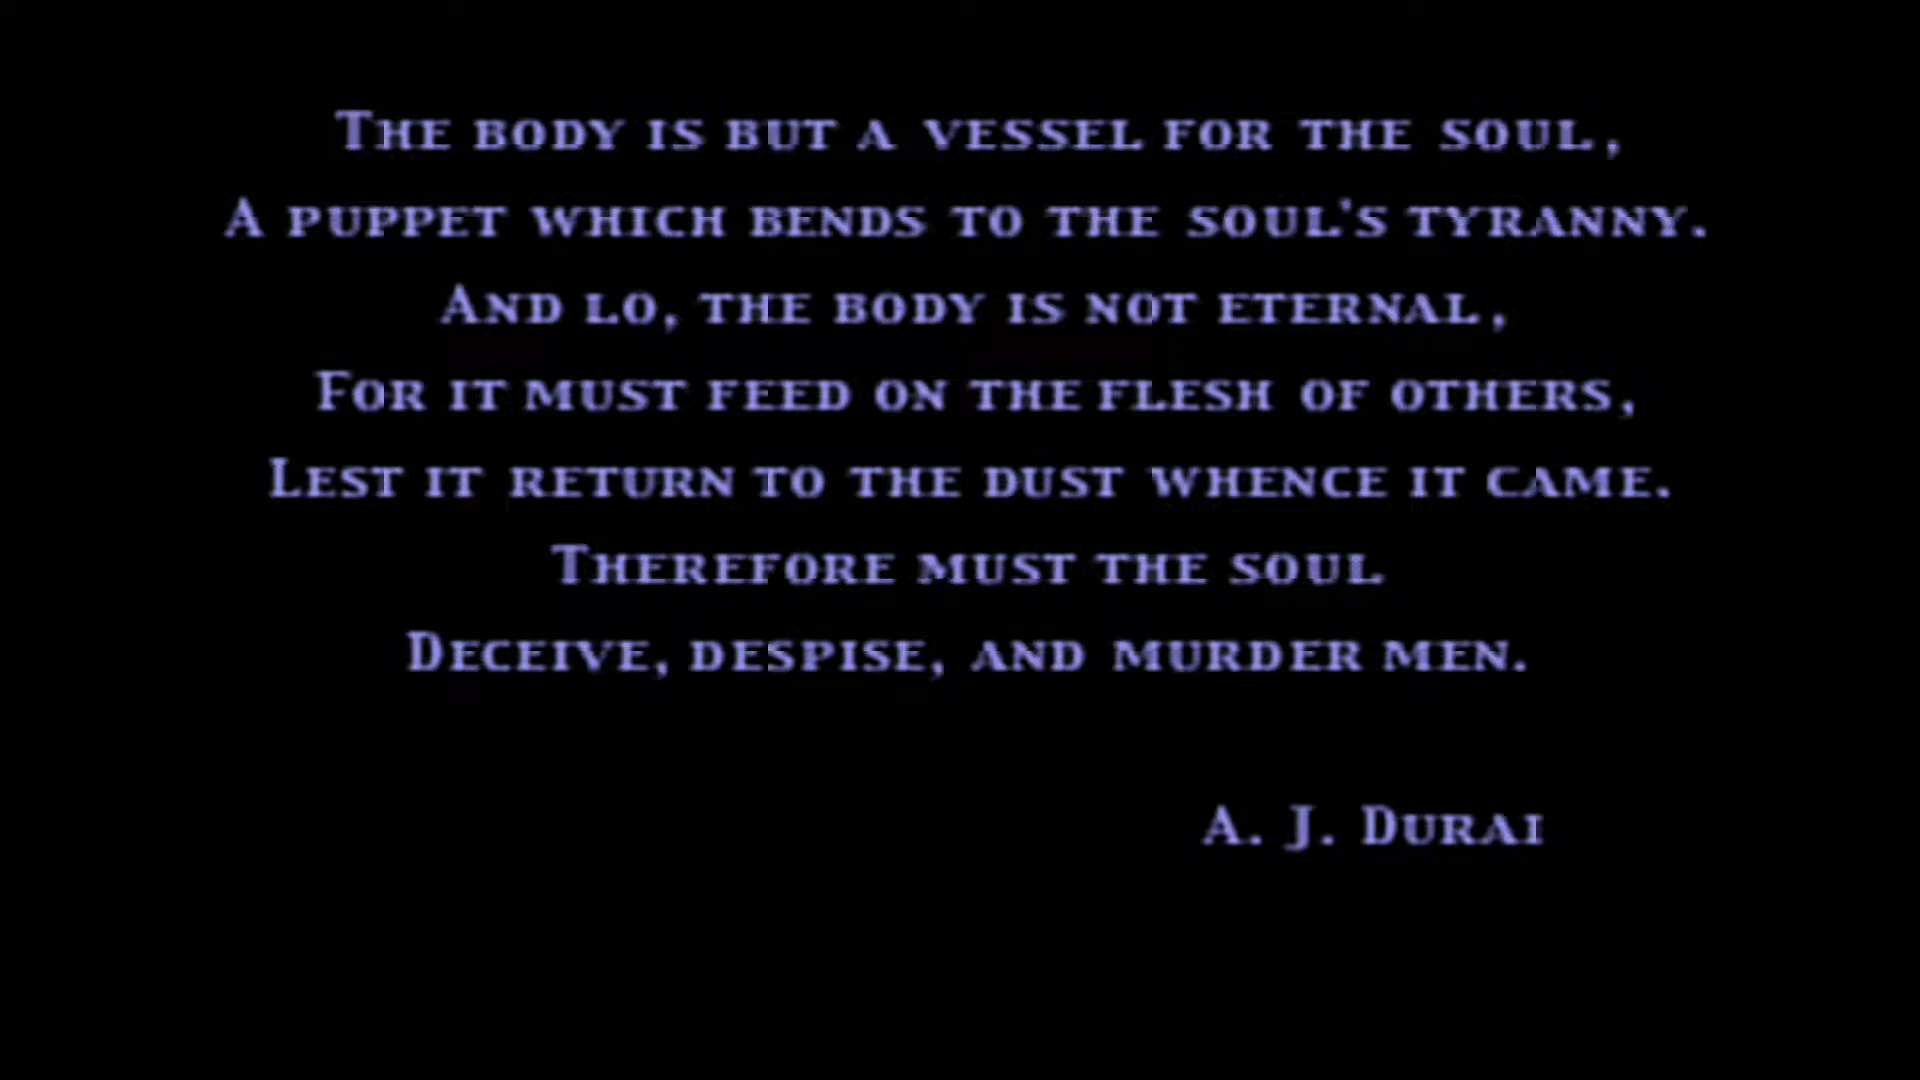 The body is but a vessel for the soul,
A puppet which bends to the soul's tyranny.
And lo, the body is not eternal,
For it must feed on the flesh of others,
Lest it return to the dust whence it came.
Therefore must the soul
Deceive, despise, and murder men.
A. J. Durai